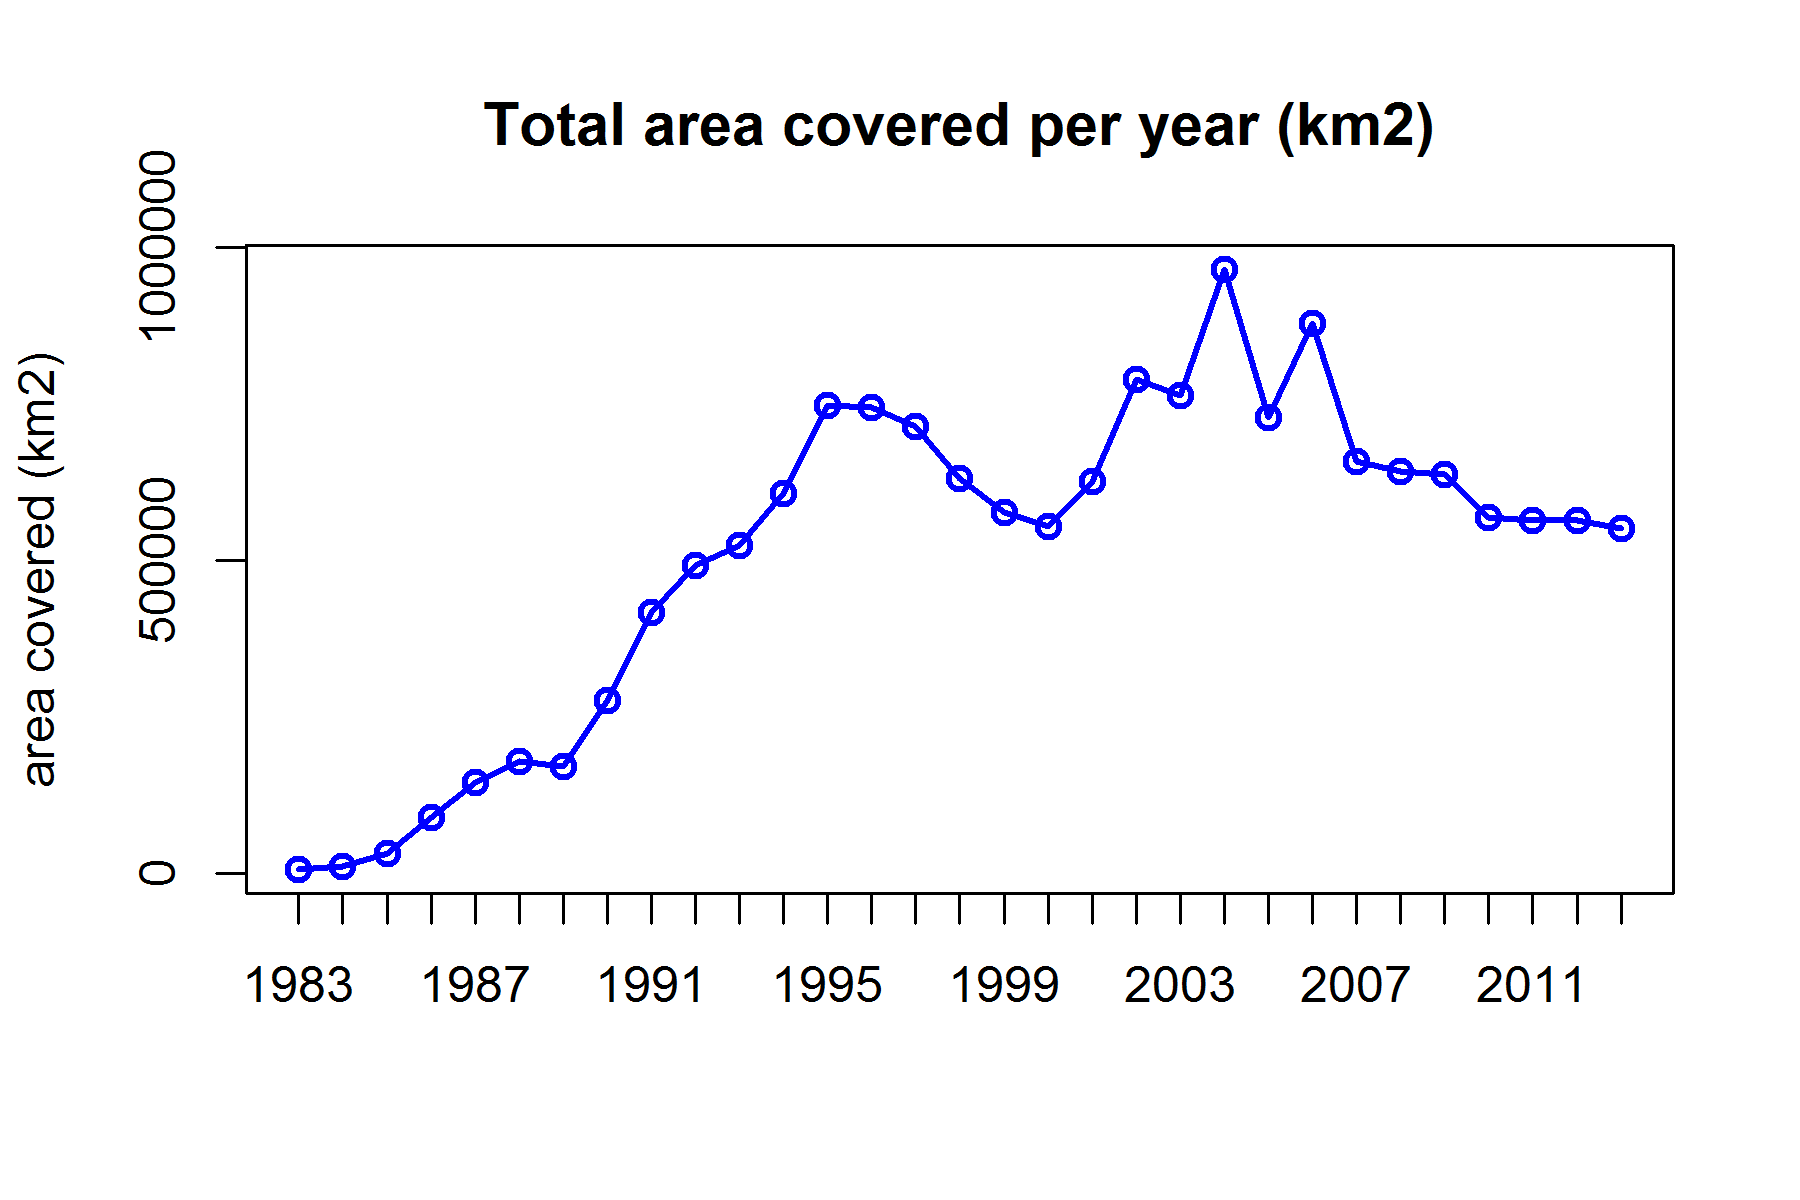 Total area covered per year (km2)
area covered (km2)
1000000
500000
0
1983 1987 1991 1995 1999 2003 2007 2011